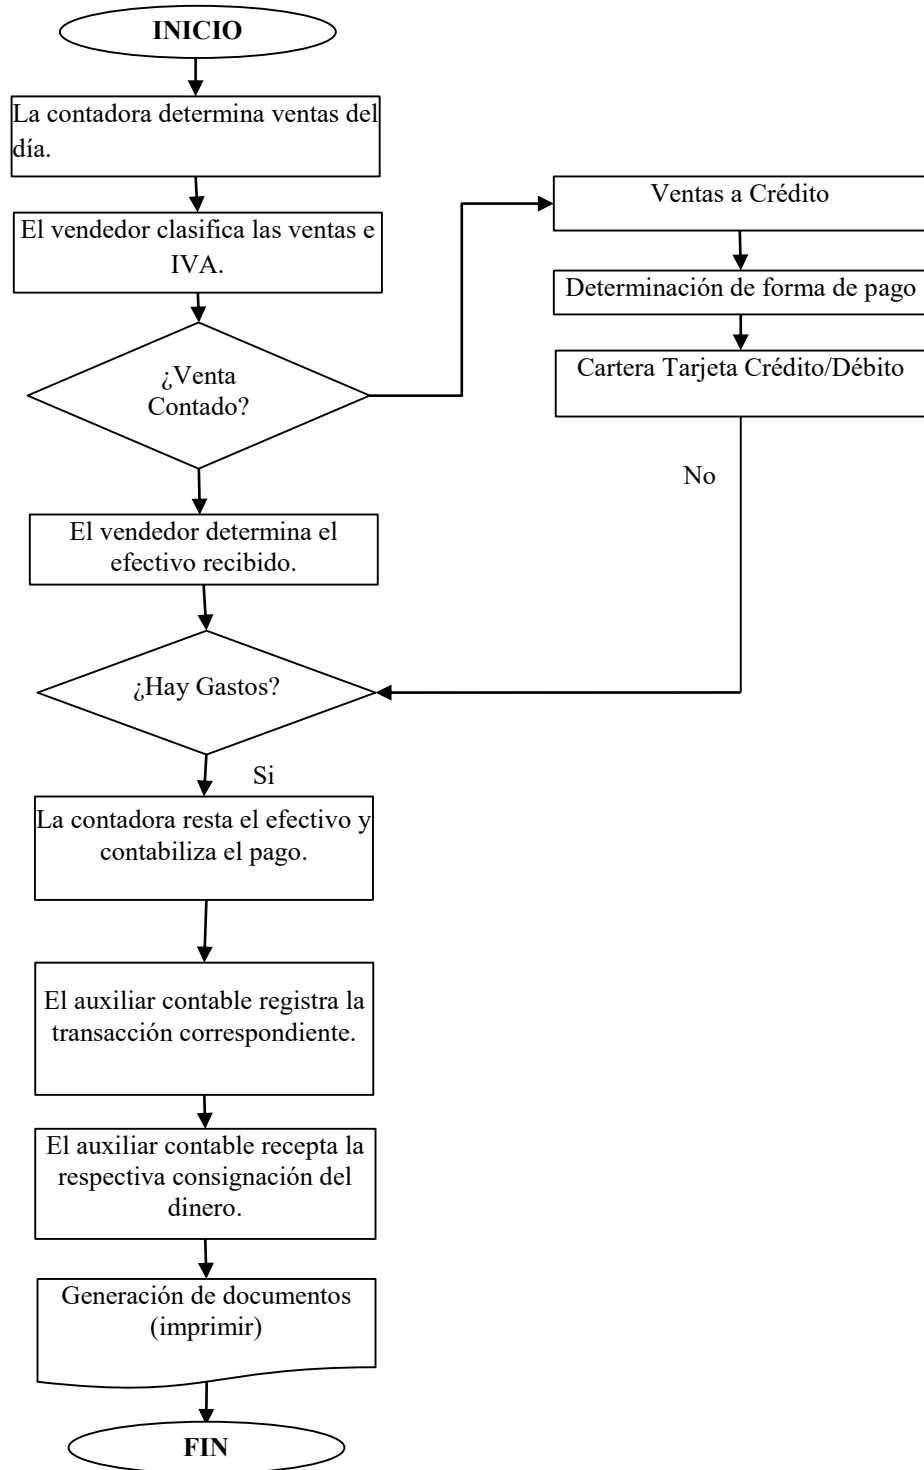 INICIO
La contadora determina ventas del
día.
El vendedor clasifica las ventas e
IVA.
¿Venta
Contado?
Ventas a Crédito
Determinación de forma de pago
Cartera Tarjeta Crédito/Débito
No
El vendedor determina el
efectivo recibido.
¿Hay Gastos?
Si
La contadora resta el efectivo y
contabiliza el pago.
El auxiliar contable registra la
transacción correspondiente.
El auxiliar contable recepta la
respectiva consignación del
dinero.
Generación de documentos
(imprimir)
FIN